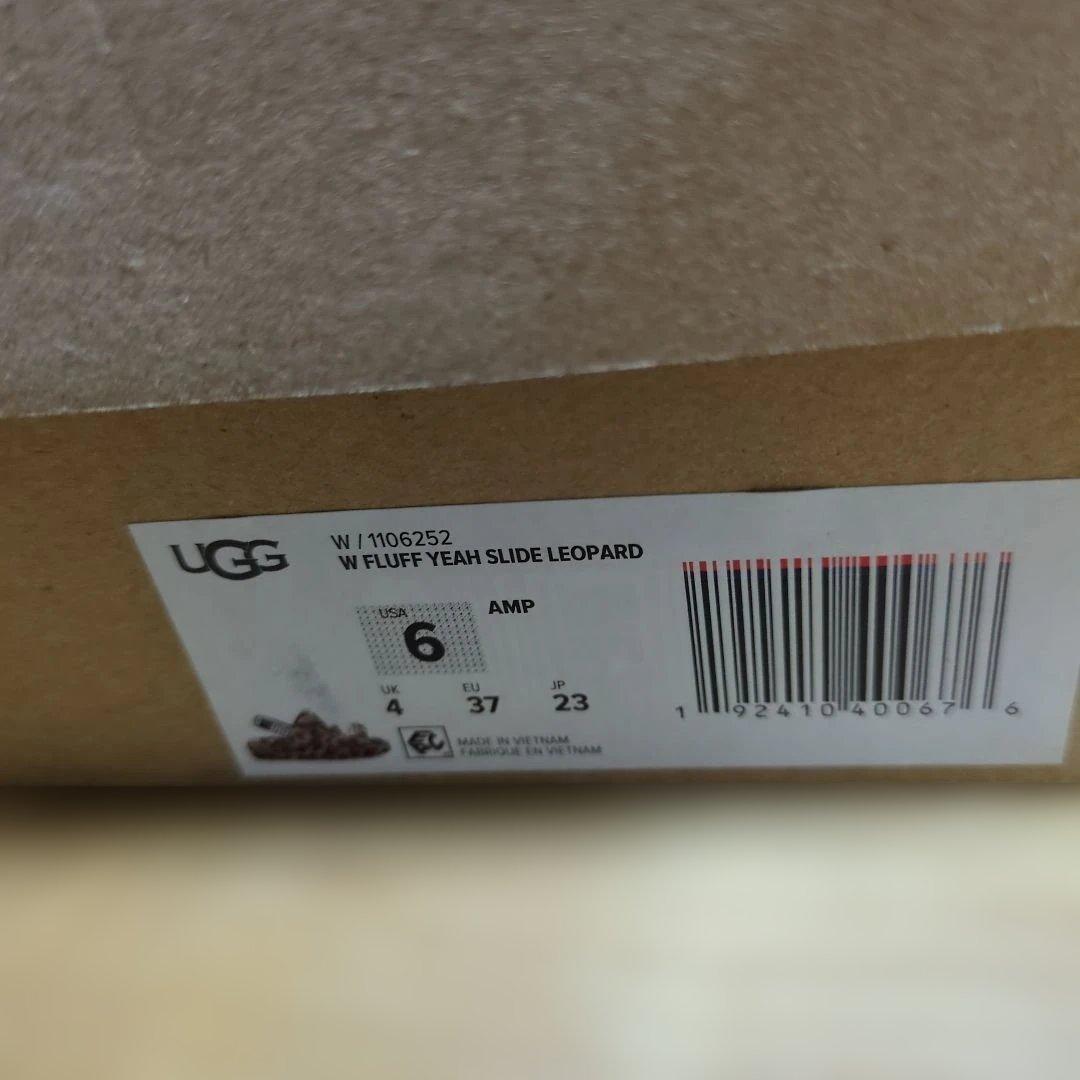 UGG
W / 1106252
W FLUFF YEAH SLIDE LEOPARD
USA
6
AMP
UK EU JP
4 37 23
MADE IN VIETNAM
FABRIQUE EN VIETNAM
1 92410 40067 6